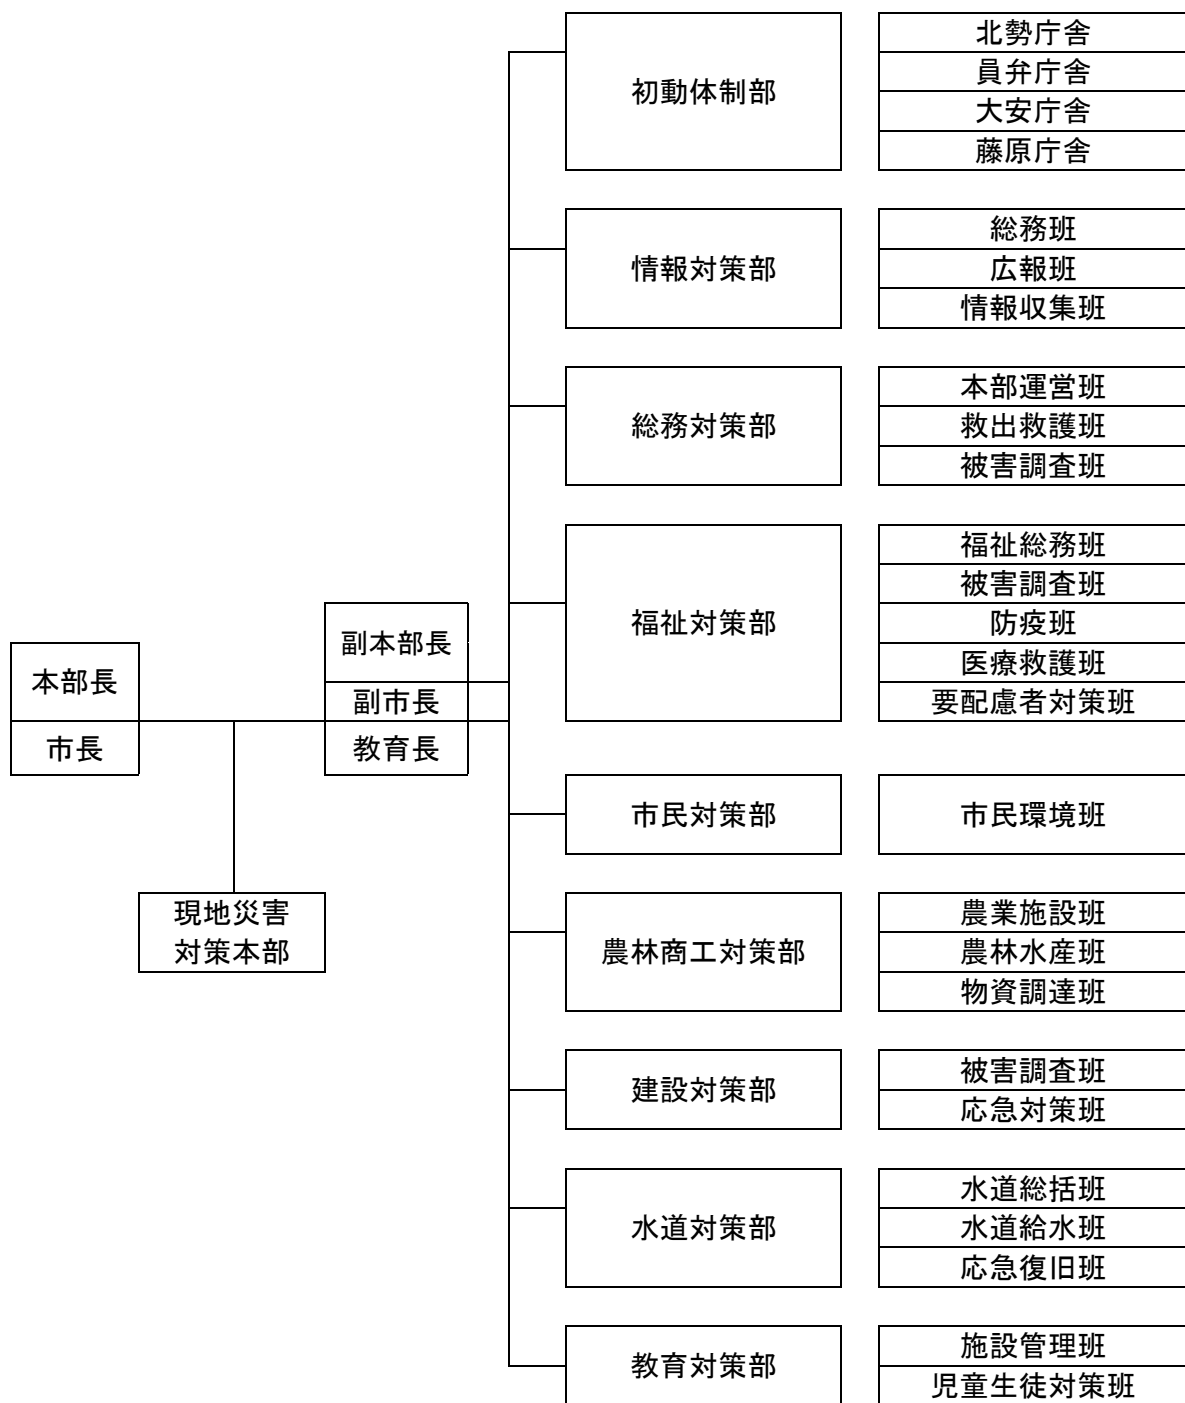 本部長
市長
現地災害
対策本部
副本部長
副市長
教育長
初動体制部
北勢庁舎
員弁庁舎
大安庁舎
藤原庁舎
情報対策部
総務班
広報班
情報収集班
総務対策部
本部運営班
救出救護班
被害調査班
福祉対策部
福祉総務班
被害調査班
防疫班
医療救護班
要配慮者対策班
市民対策部
市民環境班
農林商工対策部
農業施設班
農林水産班
物資調達班
建設対策部
被害調査班
応急対策班
水道対策部
水道総括班
水道給水班
応急復旧班
教育対策部
施設管理班
児童生徒対策班